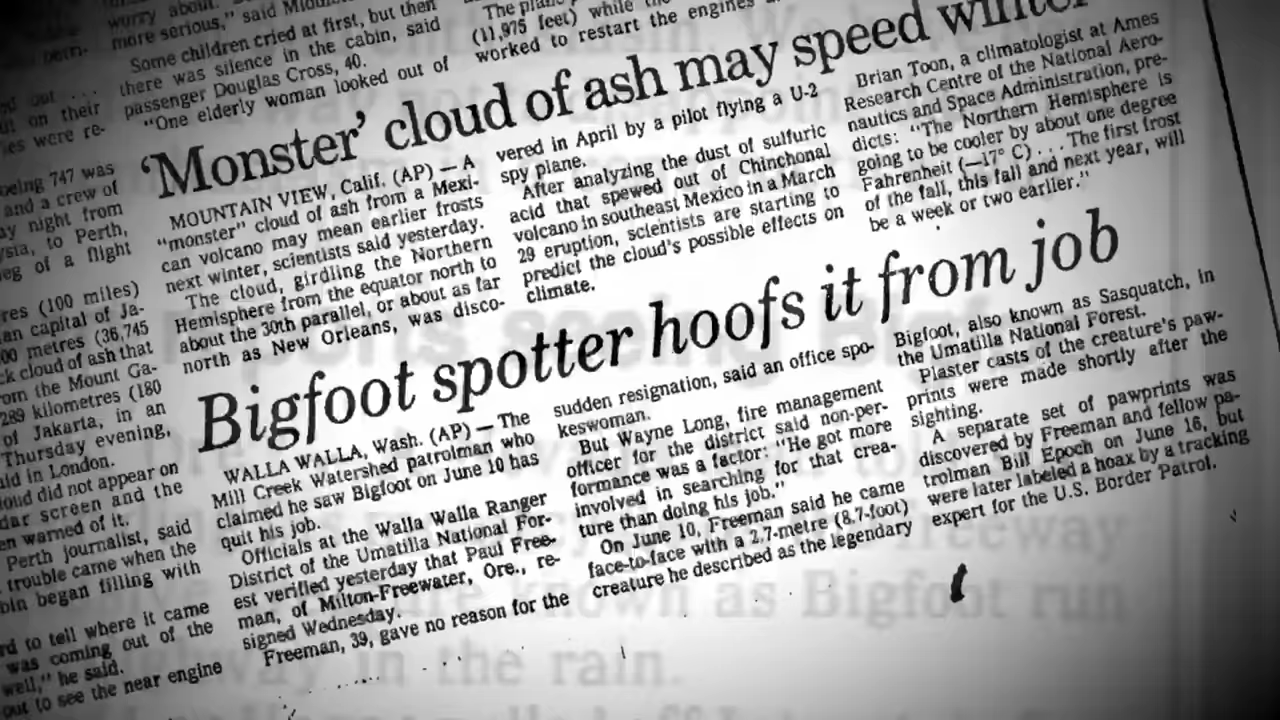 worry about.
more serious," said
Some children cried at first, but then
there was silence in the cabin, said
passenger Douglas Cross, 40.
"One elderly woman looked out of
The plane
(11,975 feet) while the
worked to restart the engines
out on their
were re-
being 747 was
and a crew of
night from
to Perth,
leg of a flight
(100 miles)
capital of Ja-
metres (36,745
cloud of ash that
from the Mount Ga-
289 kilometres (180
of Jakarta, in an
Thursday evening,
said in London.
cloud did not appear on
screen and the
warned of it.
Perth journalist, said
trouble came when the
began filling with
to tell where it came
was coming out of the
well," he said.
out to see the near engine
'Monster' cloud of ash may speed winter
MOUNTAIN VIEW, Calif. (AP) — A
"monster" cloud of ash from a Mexi-
can volcano may mean earlier frosts
next winter, scientists said yesterday.
The cloud, girdling the Northern
Hemisphere from the equator north to
about the 30th parallel, or about as far
north as New Orleans, was disco-
vered in April by a pilot flying a U-2
spy plane.
After analyzing the dust of sulfuric
acid that spewed out of Chinchonal
volcano in southeast Mexico in a March
29 eruption, scientists are starting to
predict the cloud's possible effects on
climate.
Brian Toon, a climatologist at Ames
Research Centre of the National Aero-
nautics and Space Administration, pre-
dicts: "The Northern Hemisphere is
going to be cooler by about one degree
Fahrenheit (—17° C) . . . The first frost
of the fall, this fall and next year, will
be a week or two earlier."
Bigfoot spotter hoofs it from job
WALLA WALLA, Wash. (AP) — The
Mill Creek Watershed patrolman who
claimed he saw Bigfoot on June 10 has
quit his job.
Officials at the Walla Walla Ranger
District of the Umatilla National For-
est verified yesterday that Paul Free-
man, of Milton-Freewater, Ore., re-
signed Wednesday.
Freeman, 39, gave no reason for the
sudden resignation, said an office spo-
keswoman.
But Wayne Long, fire management
officer for the district said non-per-
formance was a factor: "He got more
involved in searching for that crea-
ture than doing his job."
On June 10, Freeman said he came
face-to-face with a 2.7-metre (8.7-foot)
creature he described as the legendary
Bigfoot, also known as Sasquatch, in
the Umatilla National Forest.
Plaster casts of the creature's paw-
prints were made shortly after the
sighting.
A separate set of pawprints was
discovered by Freeman and fellow pa-
trolman Bill Epoch on June 16, but
were later labeled a hoax by a tracking
expert for the U.S. Border Patrol.
freeway
known as Bigfoot run
in the rain.